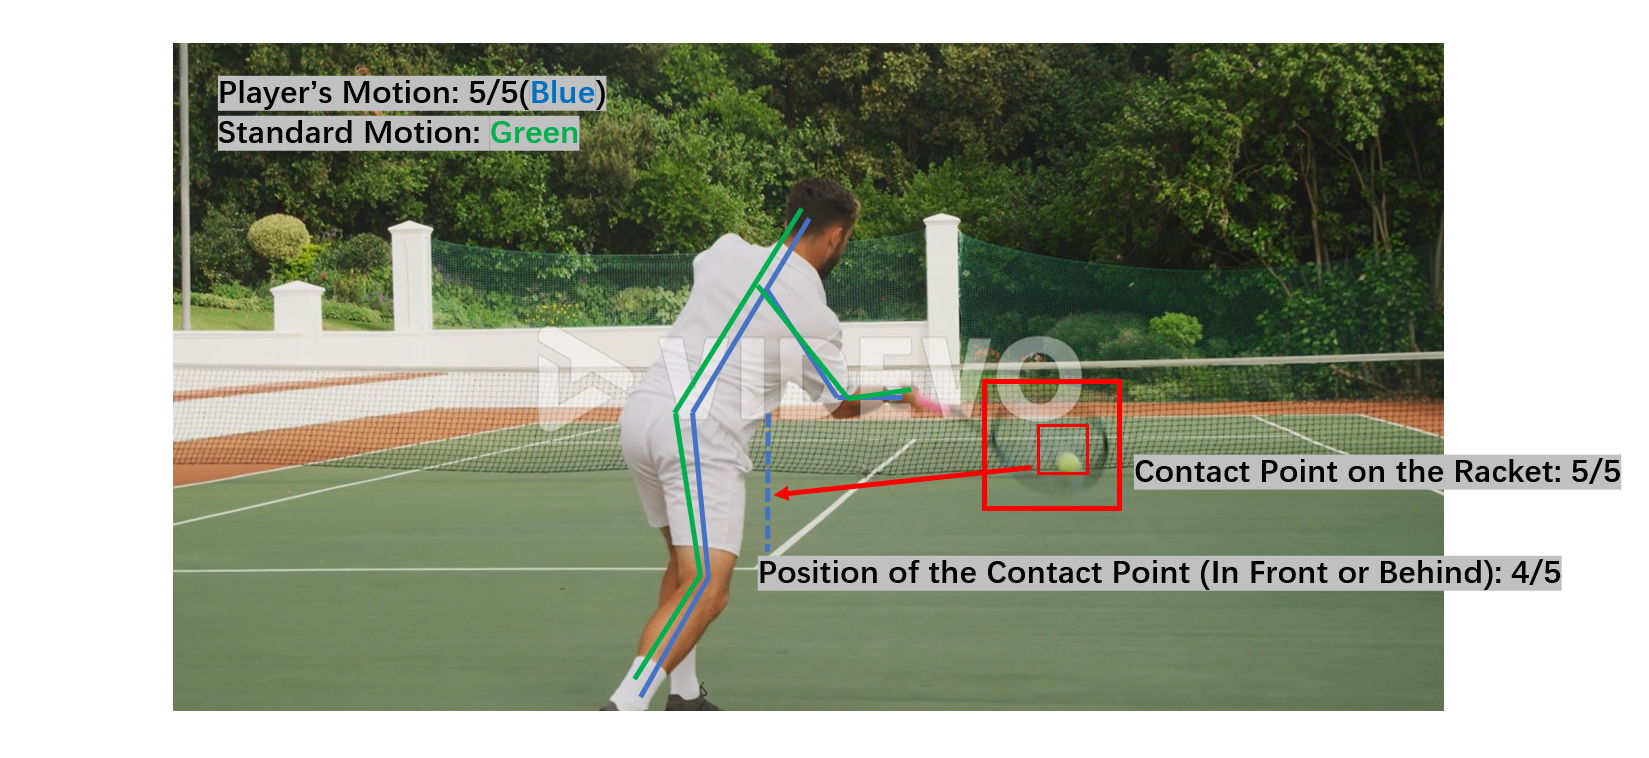 Player’s Motion: 5/5(Blue)
Standard Motion: Green
VIDEVO
Contact Point on the Racket: 5/5
Position of the Contact Point (In Front or Behind): 4/5